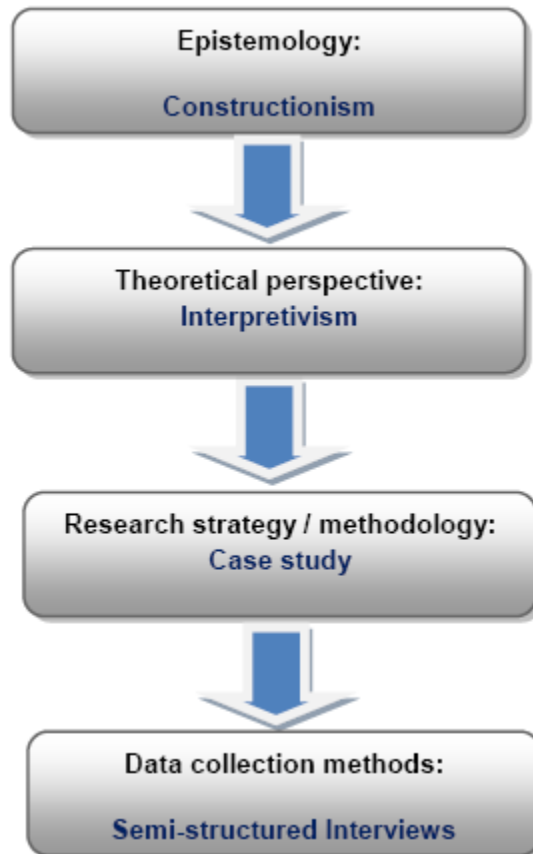 Epistemology:
Constructionism
Theoretical perspective:
Interpretivism
Research strategy / methodology:
Case study
Data collection methods:
Semi-structured Interviews